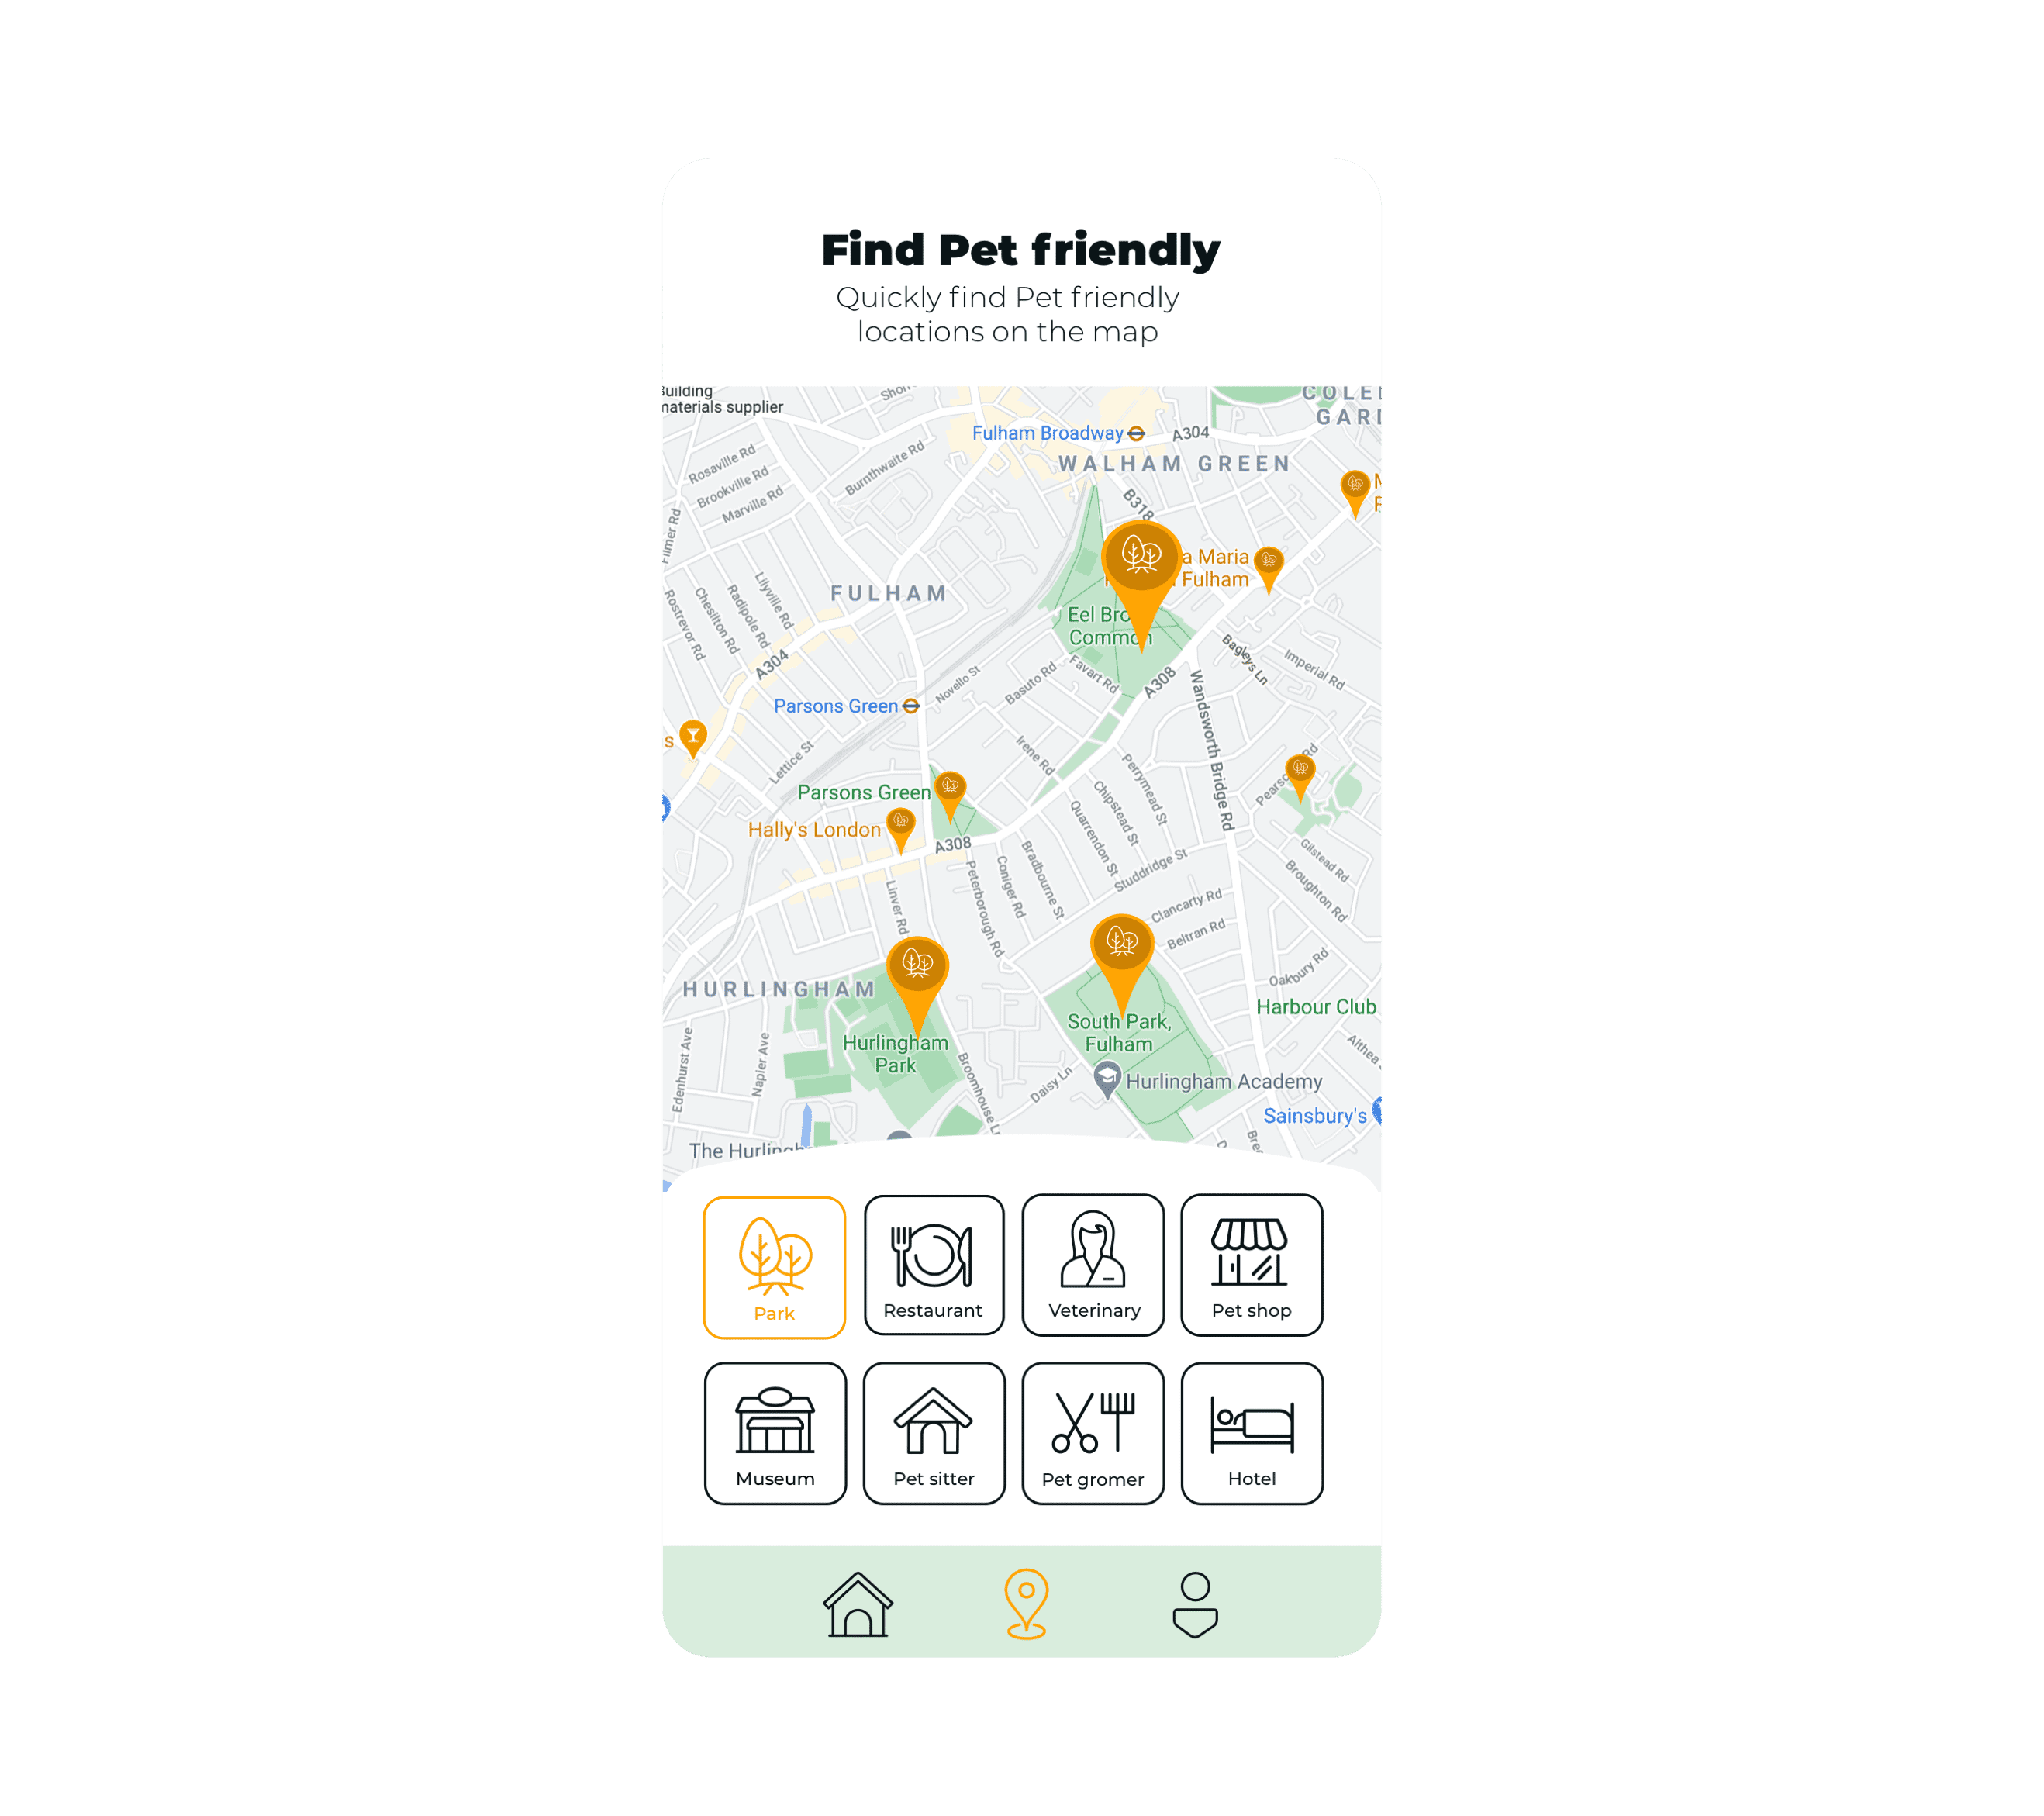 Find Pet friendly
Quickly find Pet friendly
locations on the map
materials supplier
Fulham Broadway
A304
WALHAM GREEN
GARD
Rosaville Rd
Brookville Rd
Marville Rd
Burnthwaite Rd
B318
Filmer Rd
a Maria
Fulham
FULHAM
Eel Bro
Common
Rostrevor Rd
Chesilton Rd
Radipole Rd
Lilyville Rd
A304
Novello St
Basuto Rd
Favart Rd
A308
Bagleys Ln
Imperial Rd
Parsons Green
Wandsworth Bridge Rd
s
Lettice St
Irene Rd
Perrymead St
Parsons Green
Chipstead St
Quarrendon St
Hally's London
A308
Studdridge St
Gilstead Rd
Broughton Rd
Linver Rd
Peterborough Rd
Coniger Rd
Bradbourne St
Clancarty Rd
Beltran Rd
Oakbury Rd
HURLINGHAM
Harbour Club
South Park,
Fulham
Hurlingham
Park
Edenhurst Ave
Napier Ave
Broomhouse L
Daisy Ln
Althea
Hurlingham Academy
Sainsbury's
The Hurlingh
Park
Restaurant
Veterinary
Pet shop
Museum
Pet sitter
Pet gromer
Hotel